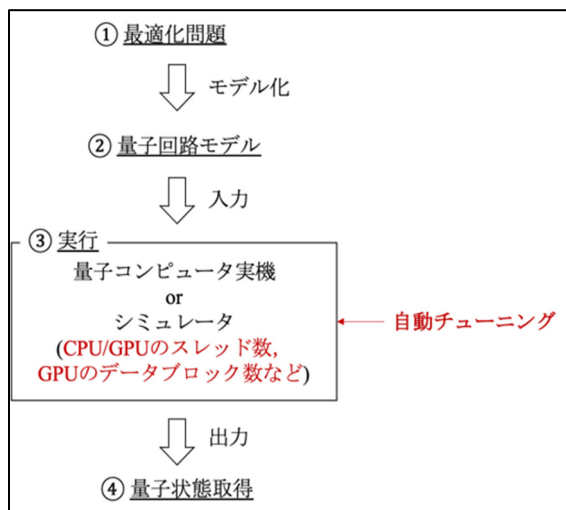 ① 最適化問題
モデル化
② 量子回路モデル
入力
③ 実行
量子コンピュータ実機
or
シミュレータ
(CPU/GPUのスレッド数,
GPUのデータブロック数など)
自動チューニング
出力
④ 量子状態取得